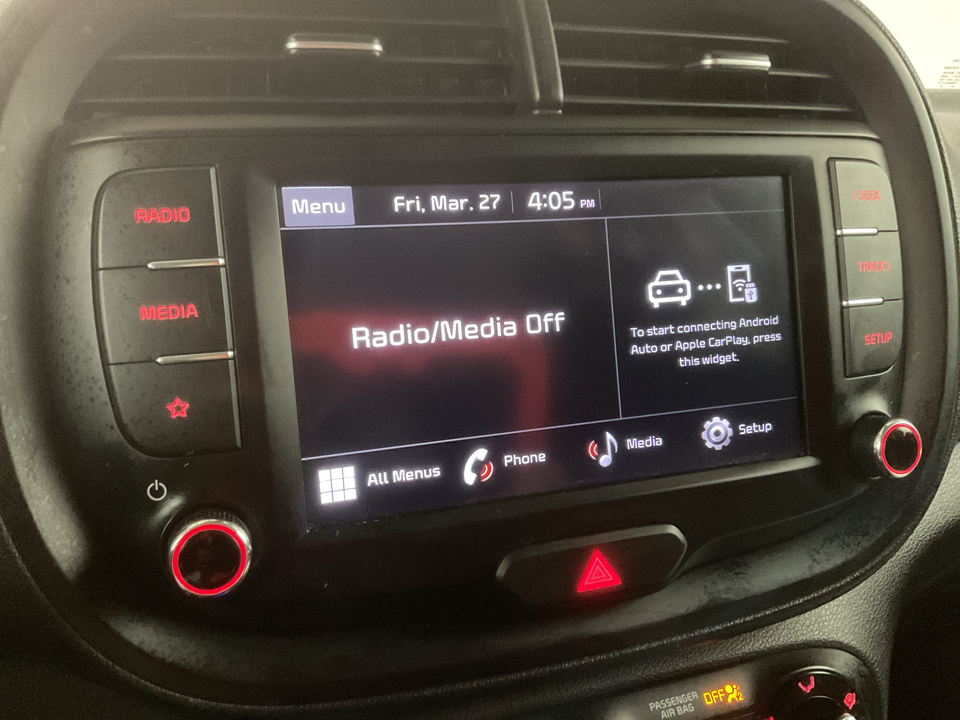 RADIO
MEDIA
Menu
Fri, Mar. 27
4:05 PM
Radio/Media Off
To start connecting Android
Auto or Apple CarPlay, press
this widget.
All Menus
Phone
Media
Setup
SEEK
TRACK
SETUP
PASSENGER
AIR BAG
OFF
2